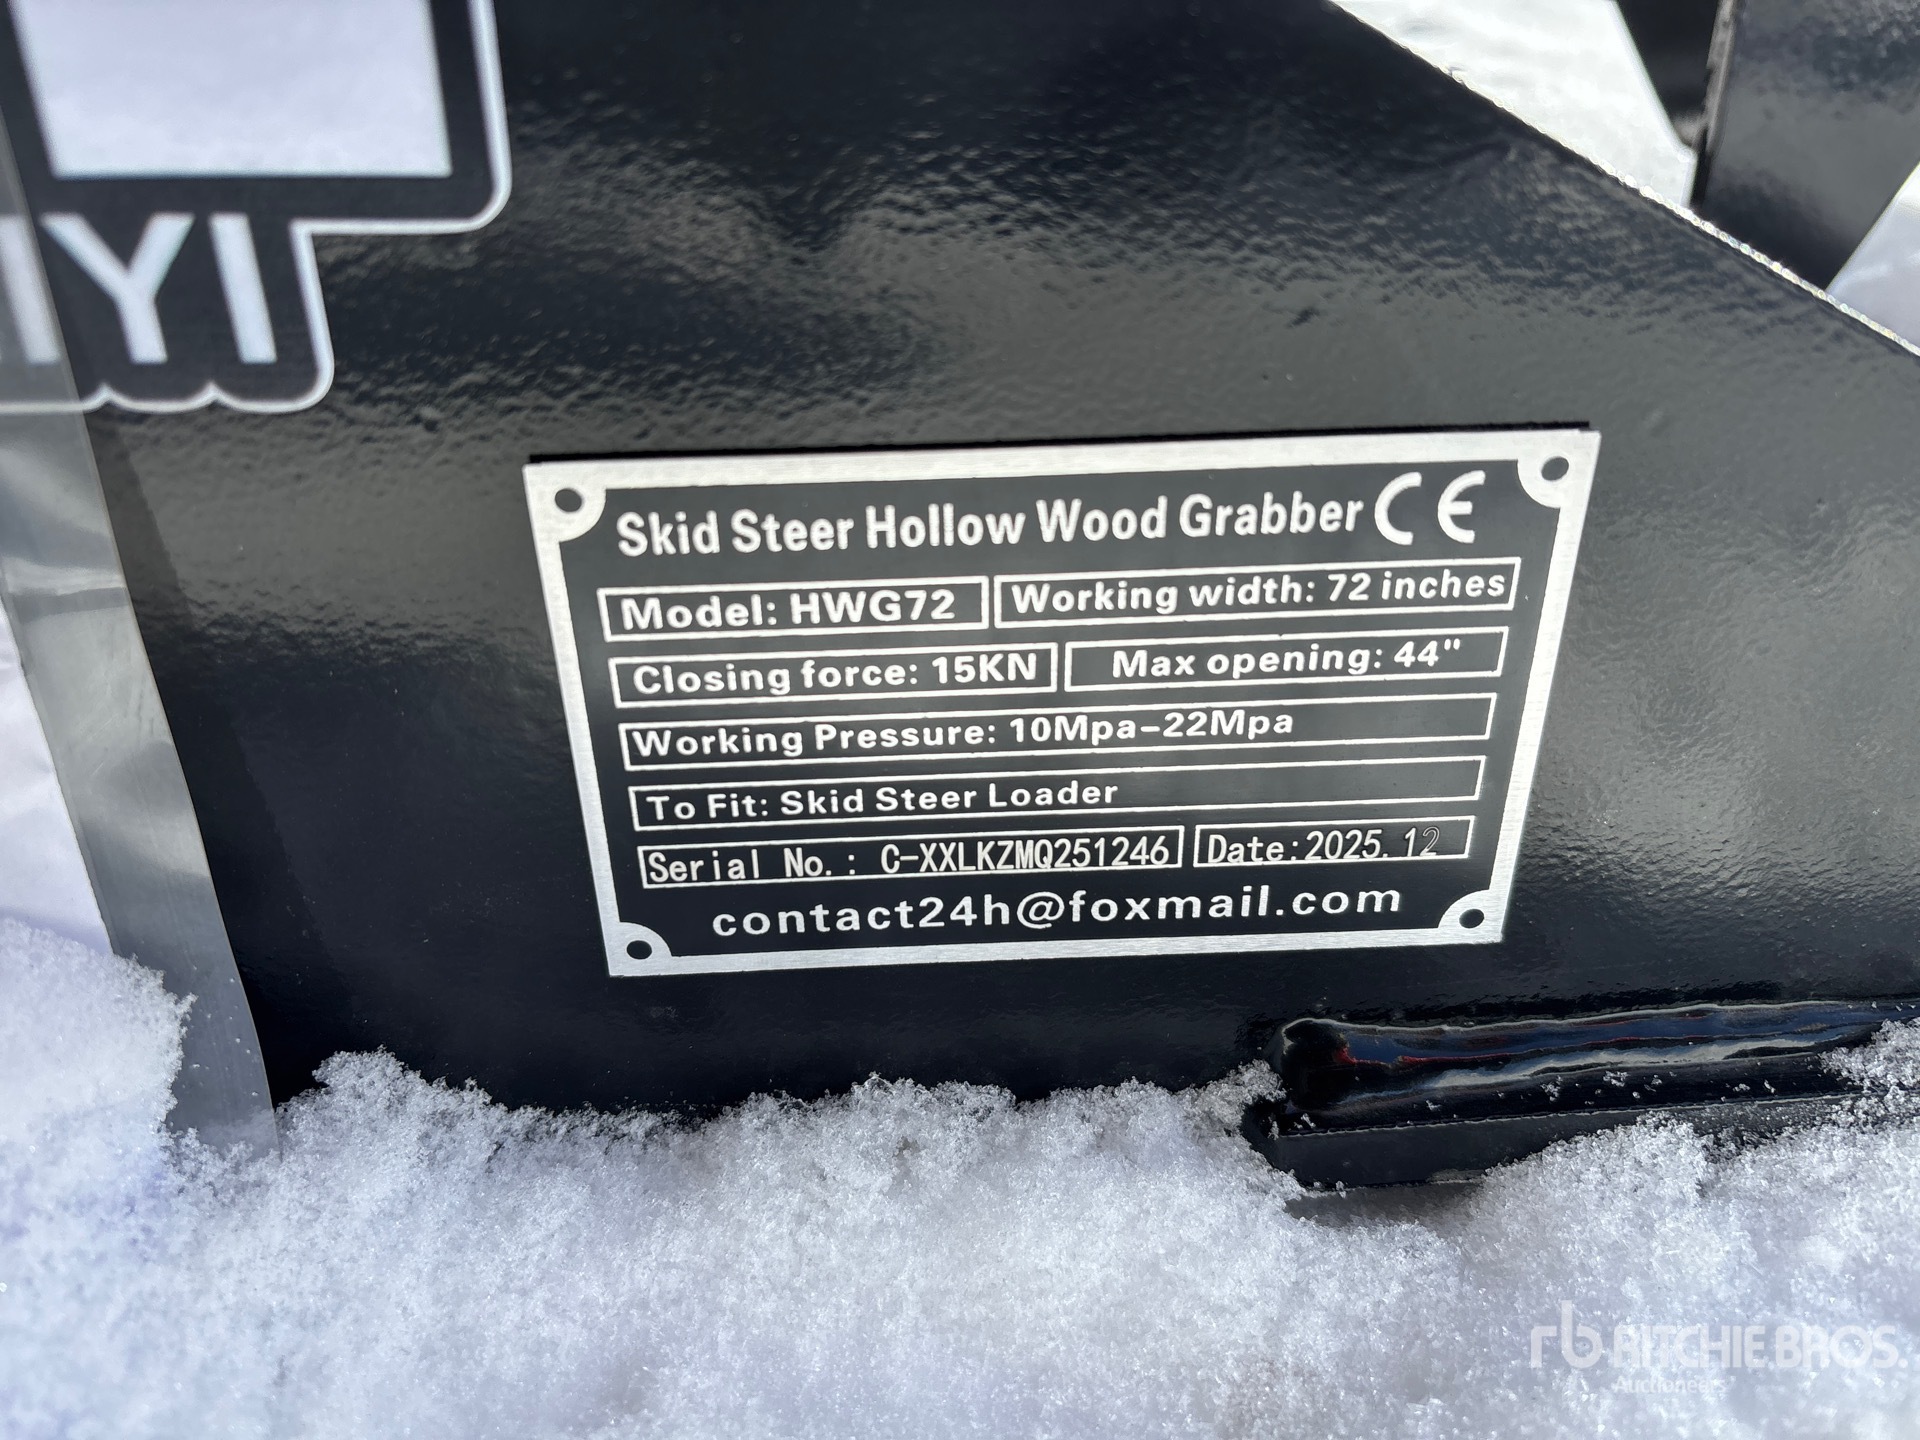 IYI
Skid Steer Hollow Wood Grabber CE
Model: HWG72 Working width: 72 inches
Closing force: 15KN Max opening: 44"
Working Pressure: 10Mpa-22Mpa
To Fit: Skid Steer Loader
Serial No.: C-XXLKZMQ251246 Date:2025.12
contact24h@foxmail.com
rb RITCHIE BROS.
Auctioneers